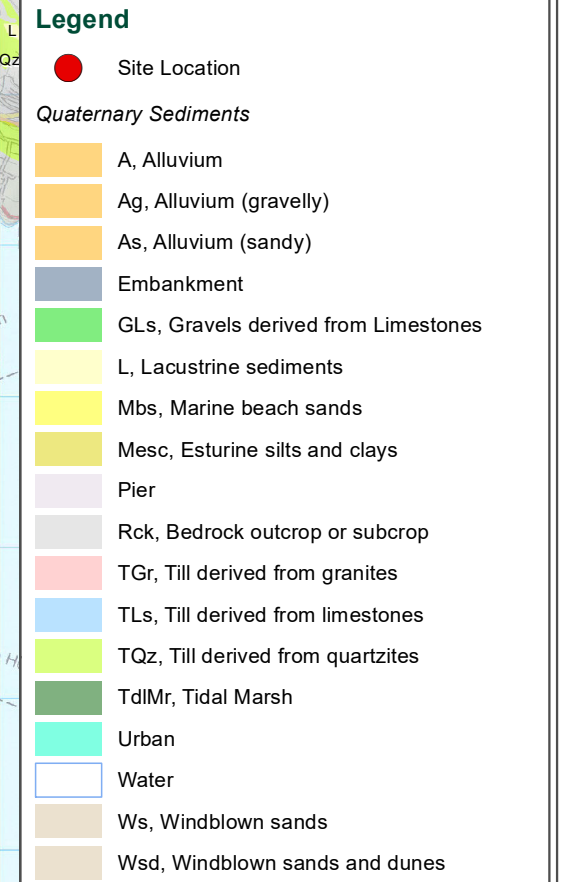 Legend
L
Qz
Site Location
Quaternary Sediments
A, Alluvium
Ag, Alluvium (gravelly)
As, Alluvium (sandy)
Embankment
GLs, Gravels derived from Limestones
L, Lacustrine sediments
Mbs, Marine beach sands
Mesc, Esturine silts and clays
Pier
Rck, Bedrock outcrop or subcrop
TGr, Till derived from granites
TLs, Till derived from limestones
TQz, Till derived from quartzites
H
TdlMr, Tidal Marsh
Urban
Water
Ws, Windblown sands
Wsd, Windblown sands and dunes